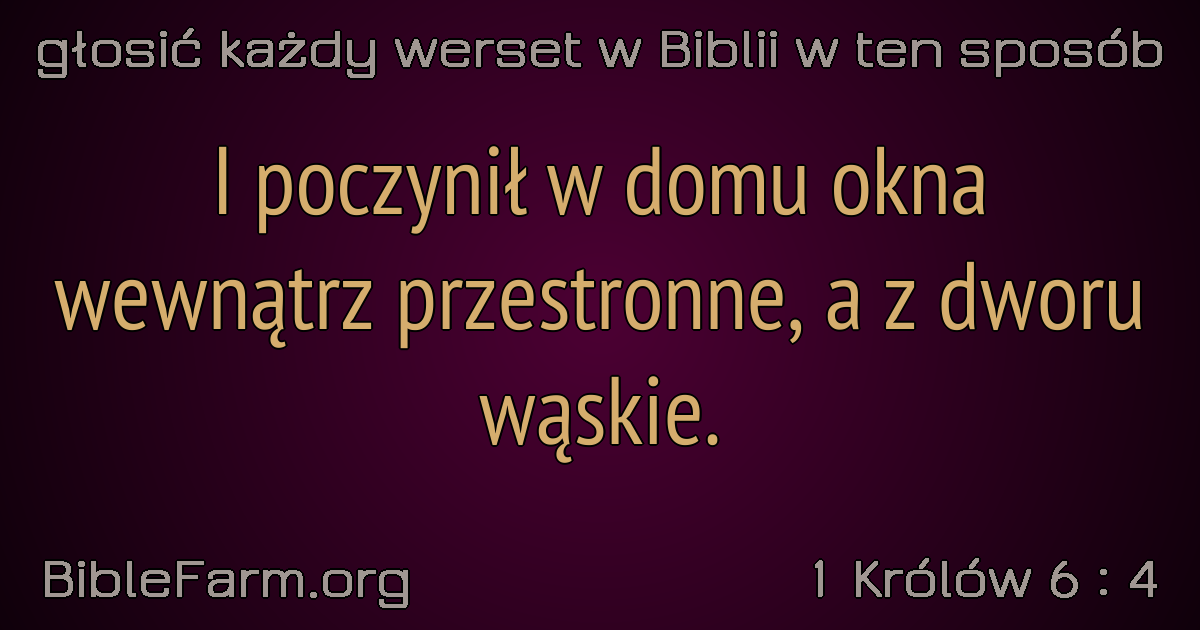 głosić każdy werset w Biblii w ten sposób
I poczynił w domu okna
wewnątrz przestronne, a z dworu
wąskie.
BibleFarm.org
1 Królów 6 : 4